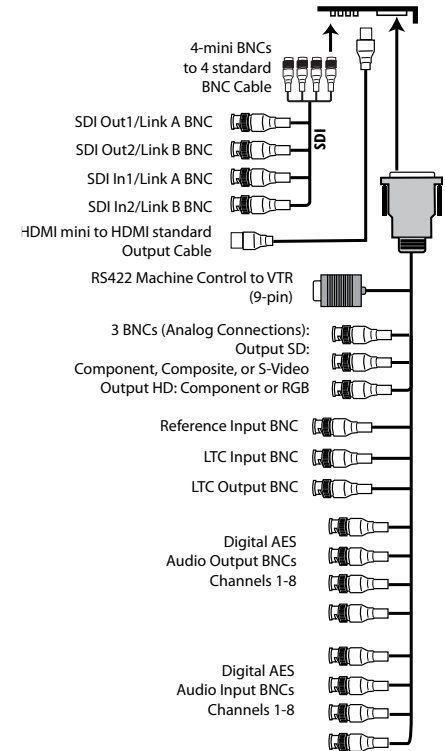 4-mini BNCs
to 4 standard
BNC Cable
SDI Out1/Link A BNC
SDI Out2/Link B BNC
SDI
SDI In1/Link A BNC
SDI In2/Link B BNC
HDMI mini to HDMI standard
Output Cable
RS422 Machine Control to VTR
(9-pin)
3 BNCs (Analog Connections):
Output SD:
Component, Composite, or S-Video
Output HD: Component or RGB
Reference Input BNC
LTC Input BNC
LTC Output BNC
Digital AES
Audio Output BNCs
Channels 1-8
Digital AES
Audio Input BNCs
Channels 1-8